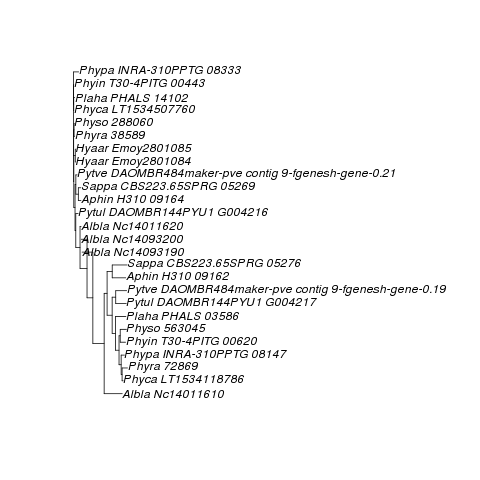 Phypa INRA-310PPTG 08333
Phyin T30-4PITG 00443
Plaha PHALS 14102
Phyca LT1534507760
Physo 288060
Phyra 38589
Hyaar Emoy2801085
Hyaar Emoy2801084
Pytve DAOMBR484maker-pve contig 9-fgenesh-gene-0.21
Sappa CBS223.65SPRG 05269
Aphin H310 09164
Pytul DAOMBR144PYU1 G004216
Albla Nc14011620
Albla Nc14093200
Albla Nc14093190
Sappa CBS223.65SPRG 05276
Aphin H310 09162
Pytve DAOMBR484maker-pve contig 9-fgenesh-gene-0.19
Pytul DAOMBR144PYU1 G004217
Plaha PHALS 03586
Physo 563045
Phyin T30-4PITG 00620
Phypa INRA-310PPTG 08147
Phyra 72869
Phyca LT1534118786
Albla Nc14011610